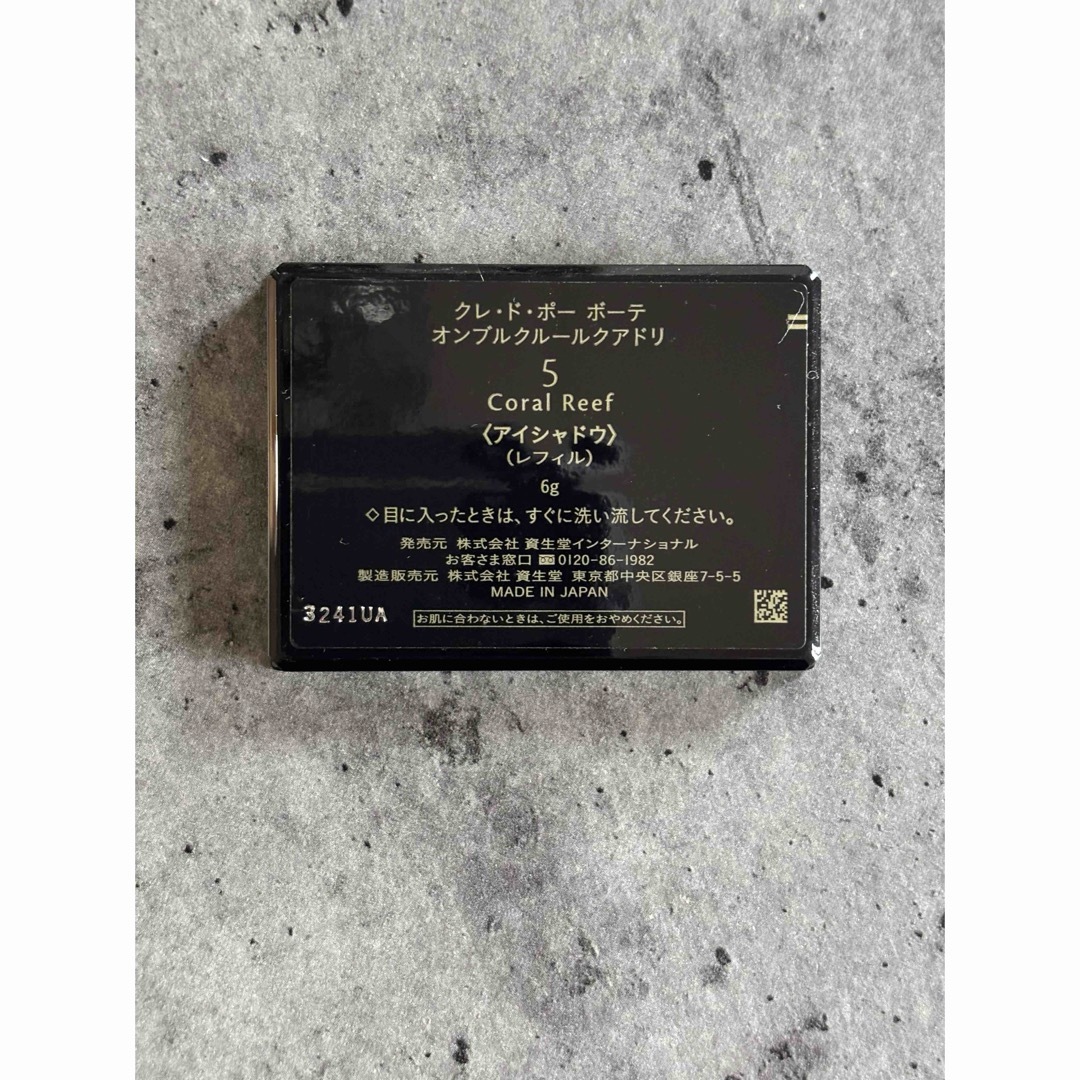 クレ・ド・ポー ボーテ
オンブルクルールクアドリ
5
Coral Reef
〈アイシャドウ〉
（レフィル）
6g
◇目に入ったときは、すぐに洗い流してください。
発売元 株式会社 資生堂インターナショナル
お客さま窓口 0120-86-1982
製造販売元 株式会社 資生堂 東京都中央区銀座7-5-5
MADE IN JAPAN
3241UA
お肌に合わないときは、ご使用をおやめください。